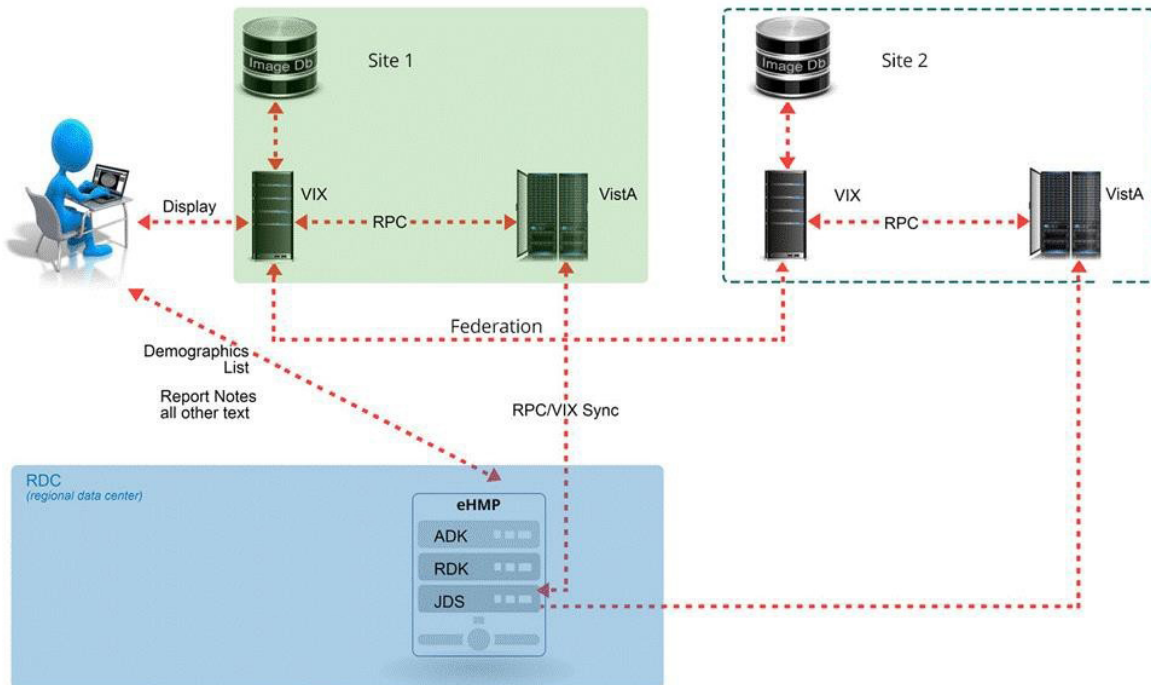 Image Db
Site 1
Image Db
Site 2
VIX
VistA
VIX
VistA
Display
RPC
RPC
Federation
Demographics
List
Report Notes
all other text
RPC/VIX Sync
RDC
(regional data center)
eHMP
ADK
RDK
JDS